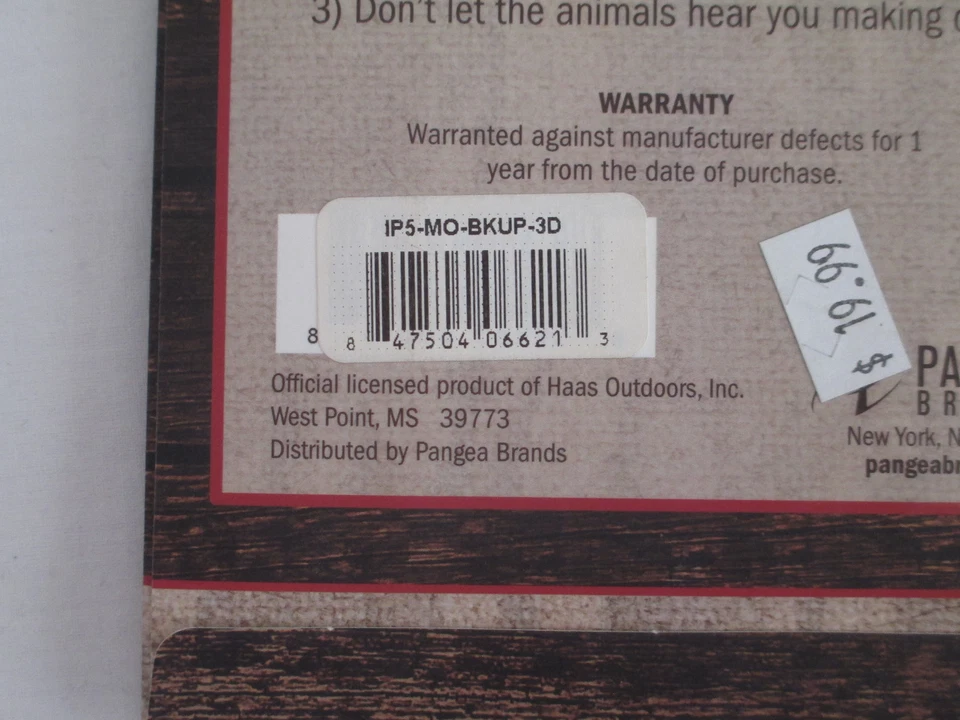 3) Don't let the animals hear you making
WARRANTY
Warranted against manufacturer defects for 1
year from the date of purchase.
IP5-MO-BKUP-3D
8 8 47504 06621 3
$ 19.99
Official licensed product of Haas Outdoors, Inc.
West Point, MS 39773
Distributed by Pangea Brands
PA
BR
New York, N
pangeabr